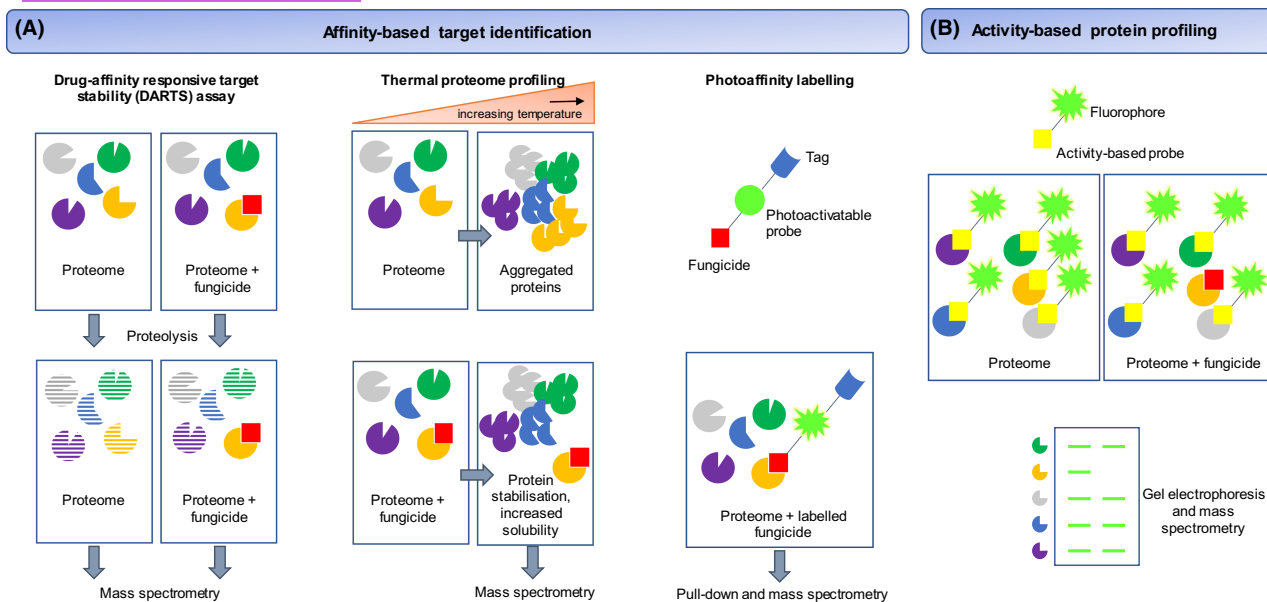 (A)
Affinity-based target identification
Drug-affinity responsive target
stability (DARTS) assay
Proteome
Proteome +
fungicide
Proteolysis
Proteome
Proteome +
fungicide
Mass spectrometry
Thermal proteome profiling
increasing temperature
Proteome
Aggregated
proteins
Proteome +
fungicide
Protein
stabilisation,
increased
solubility
Mass spectrometry
Photoaffinity labelling
Tag
Photoactivatable
probe
Fungicide
Proteome + labelled
fungicide
Pull-down and mass spectrometry
(B)
Activity-based protein profiling
Fluorophore
Activity-based probe
Proteome
Proteome + fungicide
Gel electrophoresis
and mass
spectrometry